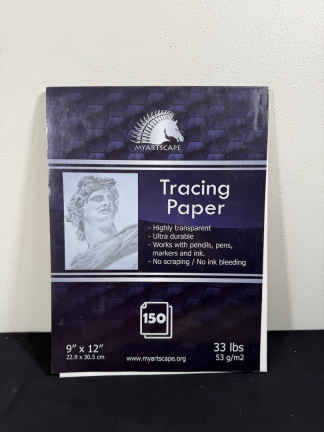 MYARTSCAPE
Tracing
Paper
- Highly transparent
- Ultra durable
- Works with pendils, pens,
markers and ink.
- No scraping / No ink bleeding
150
9" x 12"
22.9 x 30.5 cm
www.myartscape.org
33 lbs
53 g/m2